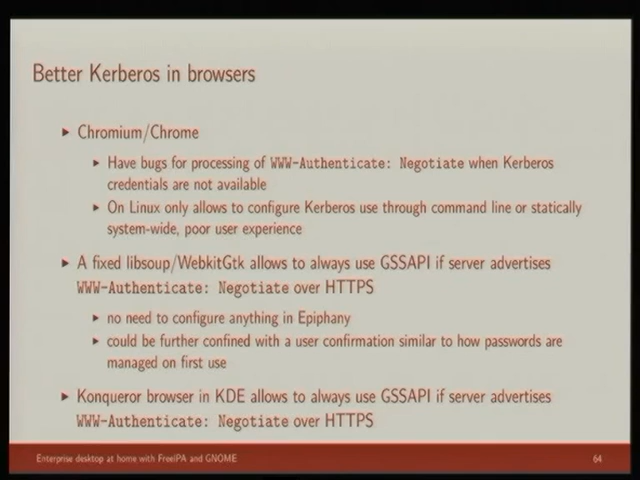 Better Kerberos in browsers
Chromium/Chrome
Have bugs for processing of WWW-Authenticate: Negotiate when Kerberos
credentials are not available
On Linux only allows to configure Kerberos use through command line or statically
system-wide, poor user experience
A fixed libsoup/WebkitGtk allows to always use GSSAPI if server advertises
WWW-Authenticate: Negotiate over HTTPS
no need to configure anything in Epiphany
could be further confined with a user confirmation similar to how passwords are
managed on first use
Konqueror browser in KDE allows to always use GSSAPI if server advertises
WWW-Authenticate: Negotiate over HTTPS
Enterprise desktop at home with FreeIPA and GNOME 64